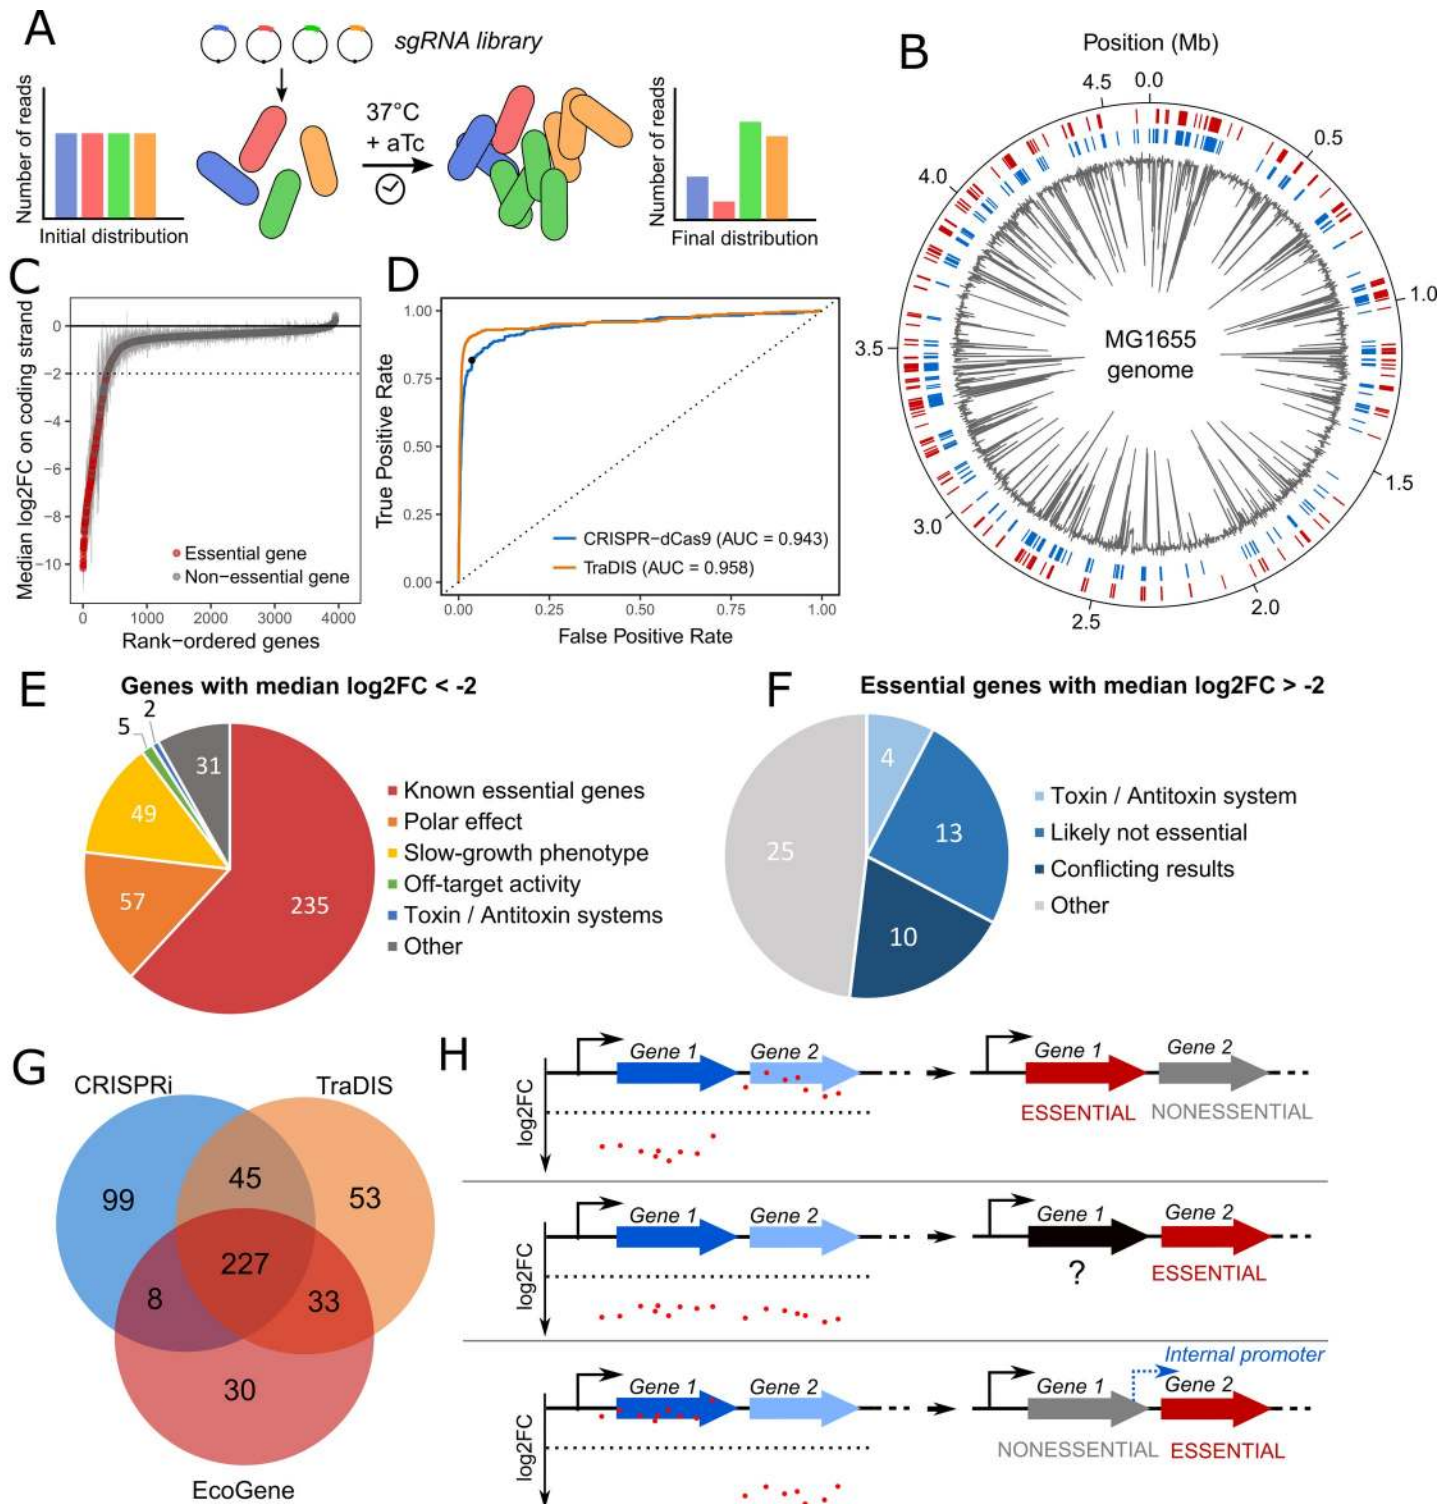 A
sgRNA library
Number of reads
Initial distribution
37°C
+ aTc
Number of reads
Final distribution
B
Position (Mb)
0.0
0.5
1.0
1.5
2.0
2.5
3.0
3.5
4.0
4.5
MG1655
genome
C
Median log2FC on coding strand
0
−2
−4
−6
−8
−10
Essential gene
Non−essential gene
0
1000
2000
3000
4000
Rank−ordered genes
D
True Positive Rate
1.00
0.75
0.50
0.25
0.00
CRISPR−dCas9 (AUC = 0.943)
TraDIS (AUC = 0.958)
0.00
0.25
0.50
0.75
1.00
False Positive Rate
E
Genes with median log2FC < -2
5
2
31
49
57
235
Known essential genes
Polar effect
Slow-growth phenotype
Off-target activity
Toxin / Antitoxin systems
Other
F
Essential genes with median log2FC > -2
4
13
10
25
Toxin / Antitoxin system
Likely not essential
Conflicting results
Other
G
CRISPRi
TraDIS
99
45
53
227
8
33
30
EcoGene
H
log2FC
Gene 1
Gene 2
Gene 1
Gene 2
ESSENTIAL
NONESSENTIAL
log2FC
Gene 1
Gene 2
Gene 1
Gene 2
?
ESSENTIAL
log2FC
Gene 1
Gene 2
Internal promoter
Gene 1
Gene 2
NONESSENTIAL
ESSENTIAL